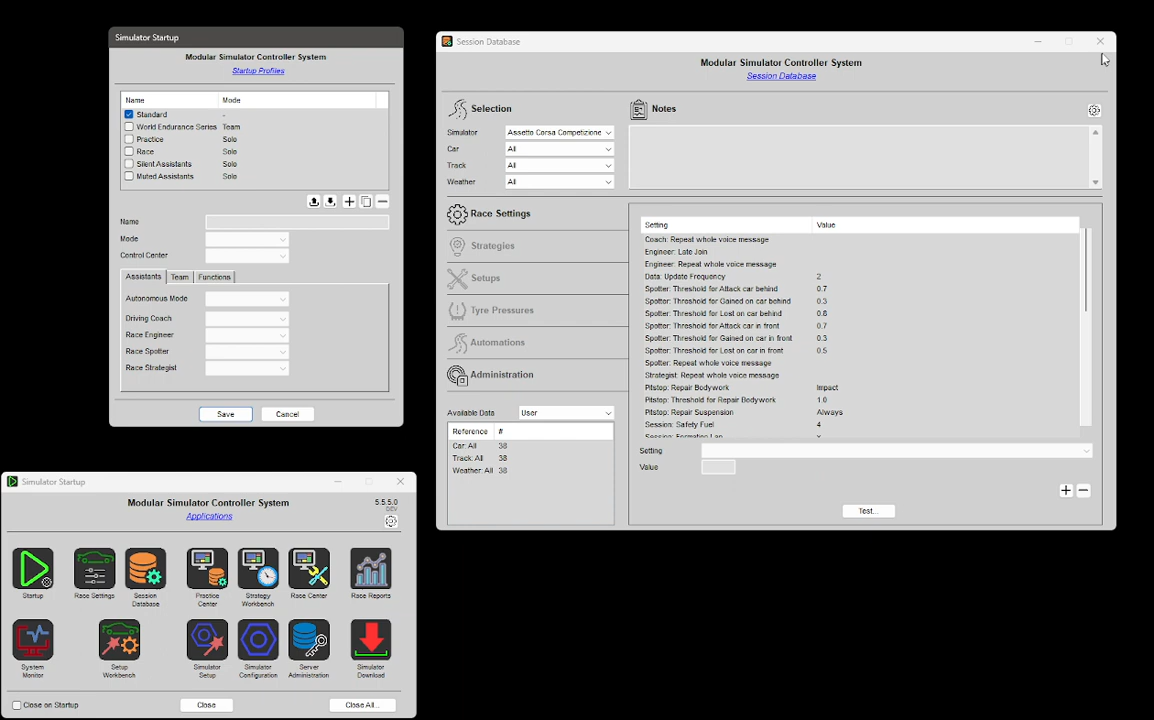 Simulator Startup
Modular Simulator Controller System
Startup Profiles
Name Mode
Standard -
World Endurance Series Team
Practice Solo
Race Solo
Silent Assistants Solo
Muted Assistants Solo
Name
Mode
Control Center
Assistants Team Functions
Autonomous Mode
Driving Coach
Race Engineer
Race Spotter
Race Strategist
Save Cancel
Session Database
Modular Simulator Controller System
Session Database
Selection
Simulator Assetto Corsa Competizione
Car All
Track All
Weather All
Notes
Race Settings
Strategies
Setups
Tyre Pressures
Automations
Administration
Available Data User
Reference #
Car: All 38
Track: All 38
Weather: All 38
Setting Value
Coach: Repeat whole voice message
Engineer: Late Join
Engineer: Repeat whole voice message
Data: Update Frequency 2
Spotter: Threshold for Attack car behind 0.7
Spotter: Threshold for Gained on car behind 0.3
Spotter: Threshold for Lost on car behind 0.8
Spotter: Threshold for Attack car in front 0.7
Spotter: Threshold for Gained on car in front 0.3
Spotter: Threshold for Lost on car in front 0.5
Spotter: Repeat whole voice message
Strategist: Repeat whole voice message
Pitstop: Repair Bodywork Impact
Pitstop: Threshold for Repair Bodywork 1.0
Pitstop: Repair Suspension Always
Session: Safety Fuel 4
Session: Formation Lap x
Setting
Value
Test...
Simulator Startup
Modular Simulator Controller System
Applications
5.5.5.0
DEV
Startup
Race Settings
Session
Database
Practice
Center
Strategy
Workbench
Race Center
Race Reports
System
Monitor
Setup
Workbench
Simulator
Setup
Simulator
Configuration
Server
Administration
Simulator
Download
Close on Startup
Close
Close All...